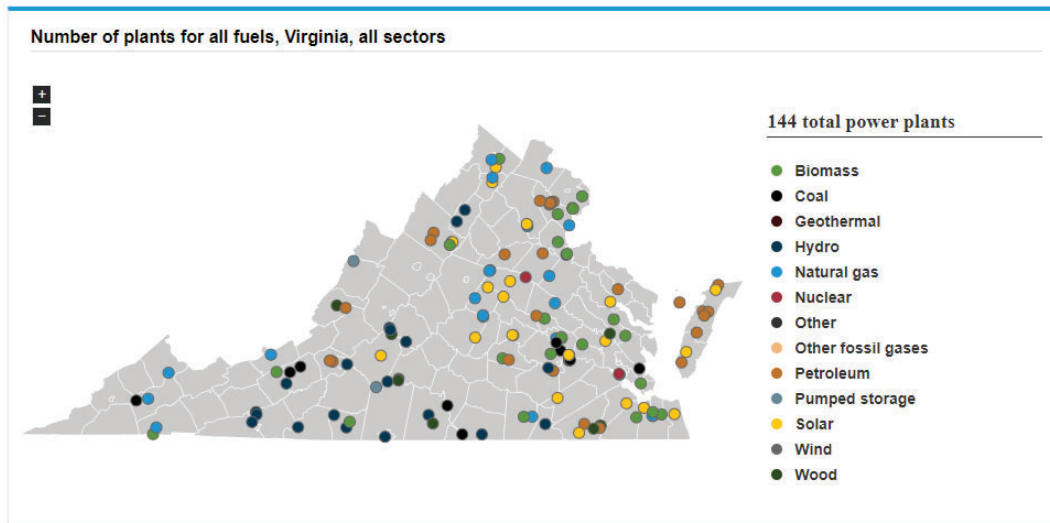 Number of plants for all fuels, Virginia, all sectors
+
−
144 total power plants
Biomass
Coal
Geothermal
Hydro
Natural gas
Nuclear
Other
Other fossil gases
Petroleum
Pumped storage
Solar
Wind
Wood